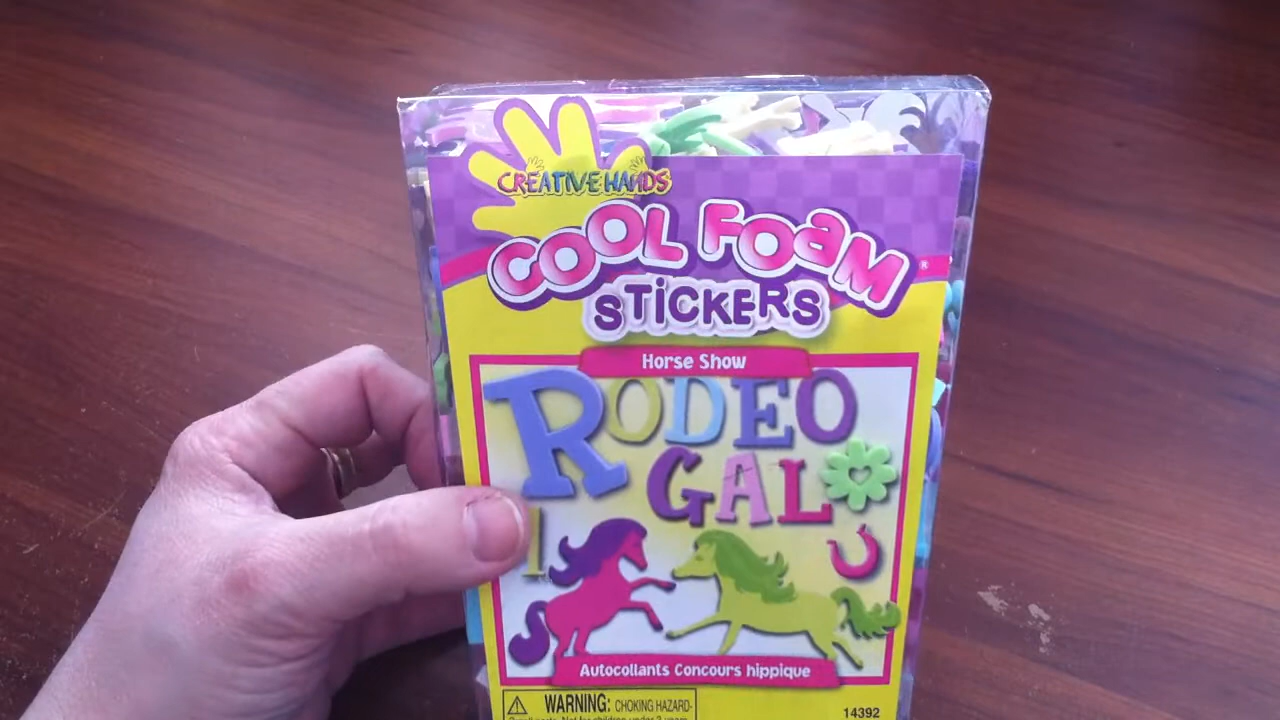 CREATIVE HANDS
COOL FOAM
®
STICKERS
Horse Show
RODEO
GAL
Autocollants Concours hippique
WARNING: CHOKING HAZARD-
14392